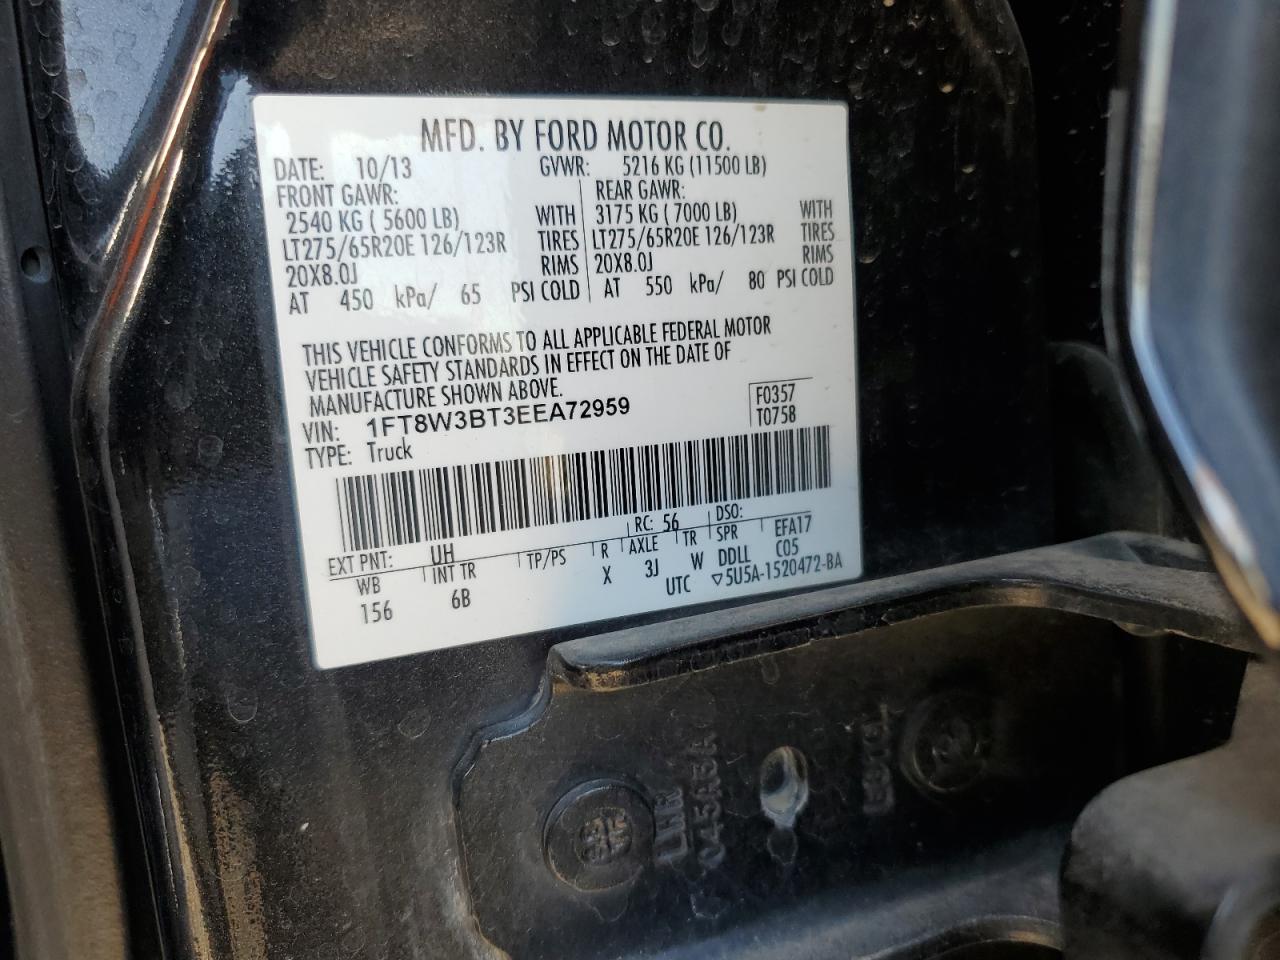 MFD. BY FORD MOTOR CO.
DATE: 10/13 GVWR: 5216 KG (11500 LB)
FRONT GAWR: REAR GAWR:
2540 KG ( 5600 LB) WITH 3175 KG ( 7000 LB) WITH
LT275/65R20E 126/123R TIRES LT275/65R20E 126/123R TIRES
20X8.0J RIMS 20X8.0J RIMS
AT 450 kPa/ 65 PSI COLD AT 550 kPa/ 80 PSI COLD
THIS VEHICLE CONFORMS TO ALL APPLICABLE FEDERAL MOTOR
VEHICLE SAFETY STANDARDS IN EFFECT ON THE DATE OF
MANUFACTURE SHOWN ABOVE.
VIN: 1FT8W3BT3EEA72959
F0357
TYPE: Truck
T0758
EXT PNT: UH RC: 56 DSO:
WB INT TR TP/PS R AXLE TR SPR EFA17
156 6B X 3J W DDLL C05
UTC ▽5U5A-1520472-BA
LHR